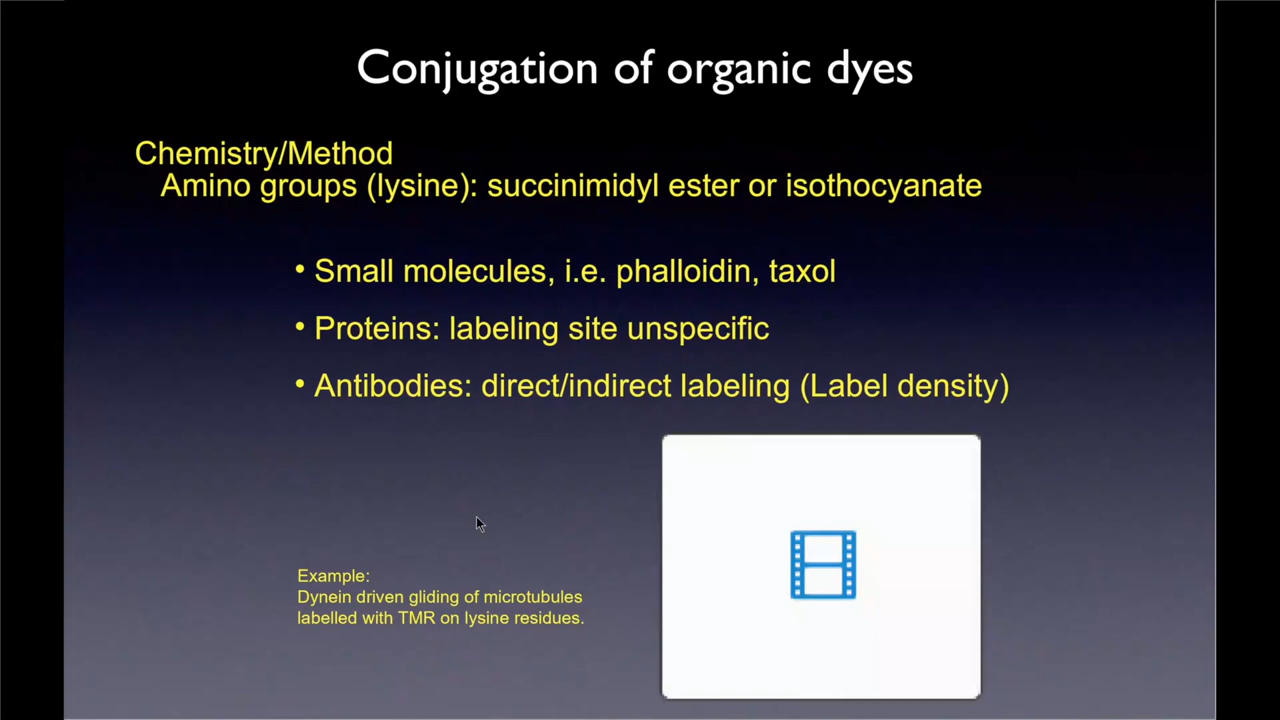 Conjugation of organic dyes
Chemistry/Method
Amino groups (lysine): succinimidyl ester or isothocyanate
• Small molecules, i.e. phalloidin, taxol
• Proteins: labeling site unspecific
• Antibodies: direct/indirect labeling (Label density)
Example:
Dynein driven gliding of microtubules
labelled with TMR on lysine residues.